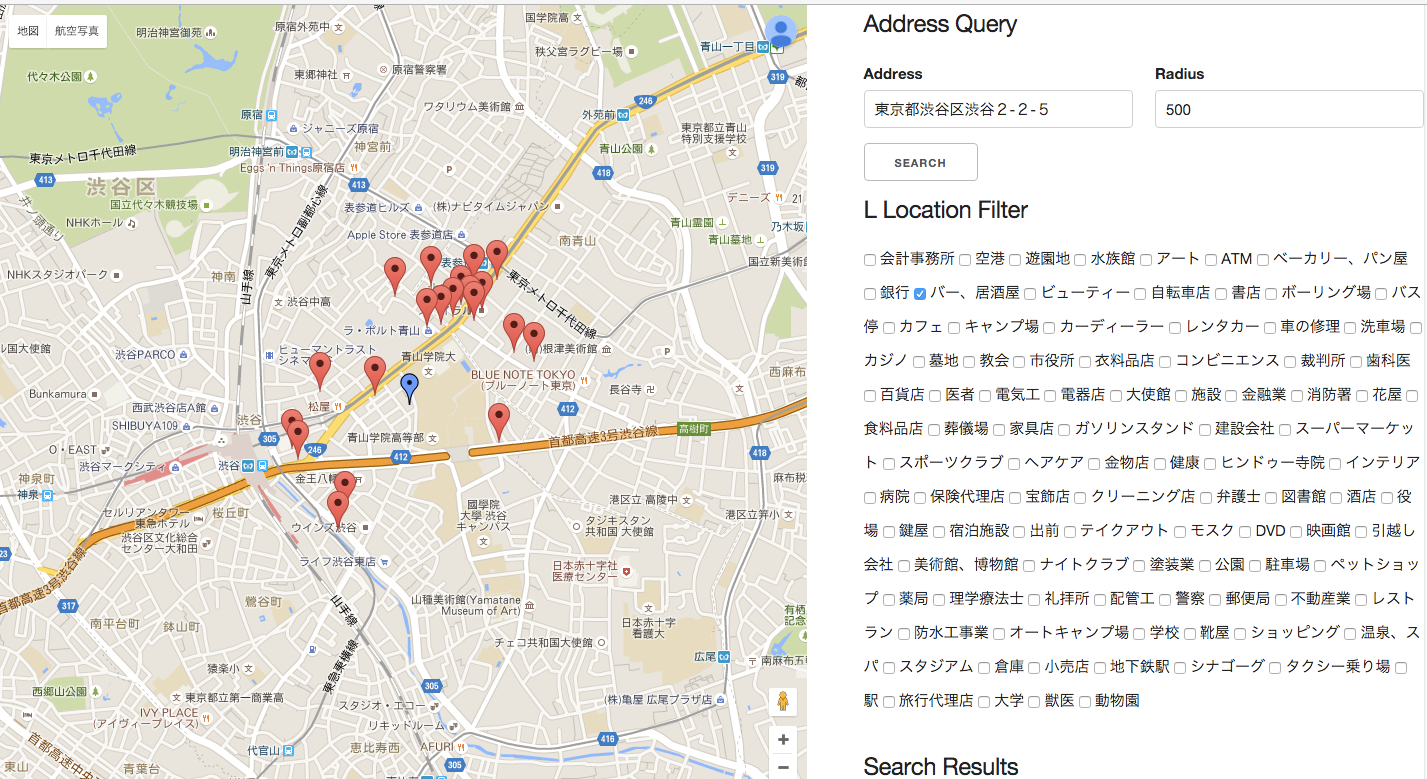 地図
航空写真
明治神宮御苑
原宿外苑中
国学院高
秩父宮ラグビー場
青山一丁目
代々木公園
東郷神社
原宿警察署
319
ワタリウム美術館
246
原宿
外苑前
ジャニーズ原宿
神宮前
東京都立青山
特別支援学校
東京メトロ千代田線
明治神宮前
Eggs 'n Things原宿店
青山公園
319
413
渋谷区
413
418
国立代々木競技場
デニーズ
21
井ノ頭通り
NHKホール
表参道ヒルズ
(株)ナビタイムジャパン
東京メトロ副都心線
青山霊園
乃木坂
Apple Store 表参道店
南青山
青山墓地
国立新美術館
NHKスタジオパーク
神南
山手線
東京メトロ千代田線
渋谷中高
ラ・ポルト青山
渋谷PARCO
ヒューマントラスト
シネマ
青山学院大
根津美術館
西麻布
BLUE NOTE TOKYO
(ブルーノート東京)
長谷寺
Bunkamura
西武渋谷店A館
渋谷
松屋
412
SHIBUYA109
305
青山学院高等部
首都高速3号渋谷線
高樹町
O・EAST
246
412
418
渋谷マークシティ
渋谷
神泉町
神泉
金王八幡
麻布税
セルリアンタワー
東急ホテル
桜丘町
ウインズ渋谷
國學院
大學 渋谷
キャンパス
港区立 高陵中
港区立笄小
タジキスタン
共和国 大使館
渋谷区文化総合
センター大和田
ライフ渋谷東店
日本赤十字社
医療センター
首都高速3号渋谷線
317
鶯谷町
山手線
山種美術館(Yamatane
Museum of Art)
南平台町
鉢山町
日本赤十字
看護大
チェコ共和国大使館
広尾
猿楽小
東急東横線
305
西郷山公園
東京都立第一商業高
IVY PLACE
(アイヴィープレイス)
スタジオ・エコー
リキッドルーム
(株)亀屋 広尾プラザ店
代官山
恵比寿西
AFURI
416
305
東山
青葉台
Address Query
Address
Radius
東京都渋谷区渋谷２-２-５
500
SEARCH
L Location Filter
会計事務所 空港 遊園地 水族館 アート ATM ベーカリー、パン屋
銀行 バー、居酒屋 ビューティー 自転車店 書店 ボーリング場 バス
停 カフェ キャンプ場 カーディーラー レンタカー 車の修理 洗車場
カジノ 墓地 教会 市役所 衣料品店 コンビニエンス 裁判所 歯科医
百貨店 医者 電気工 電器店 大使館 施設 金融業 消防署 花屋
食料品店 葬儀場 家具店 ガソリンスタンド 建設会社 スーパーマーケッ
ト スポーツクラブ ヘアケア 金物店 健康 ヒンドゥー寺院 インテリア
病院 保険代理店 宝飾店 クリーニング店 弁護士 図書館 酒店 役
場 鍵屋 宿泊施設 出前 テイクアウト モスク DVD 映画館 引越し
会社 美術館、博物館 ナイトクラブ 塗装業 公園 駐車場 ペットショッ
プ 薬局 理学療法士 礼拝所 配管工 警察 郵便局 不動産業 レスト
ラン 防水工事業 オートキャンプ場 学校 靴屋 ショッピング 温泉、ス
パ スタジアム 倉庫 小売店 地下鉄駅 シナゴーグ タクシー乗り場
駅 旅行代理店 大学 獣医 動物園
Search Results